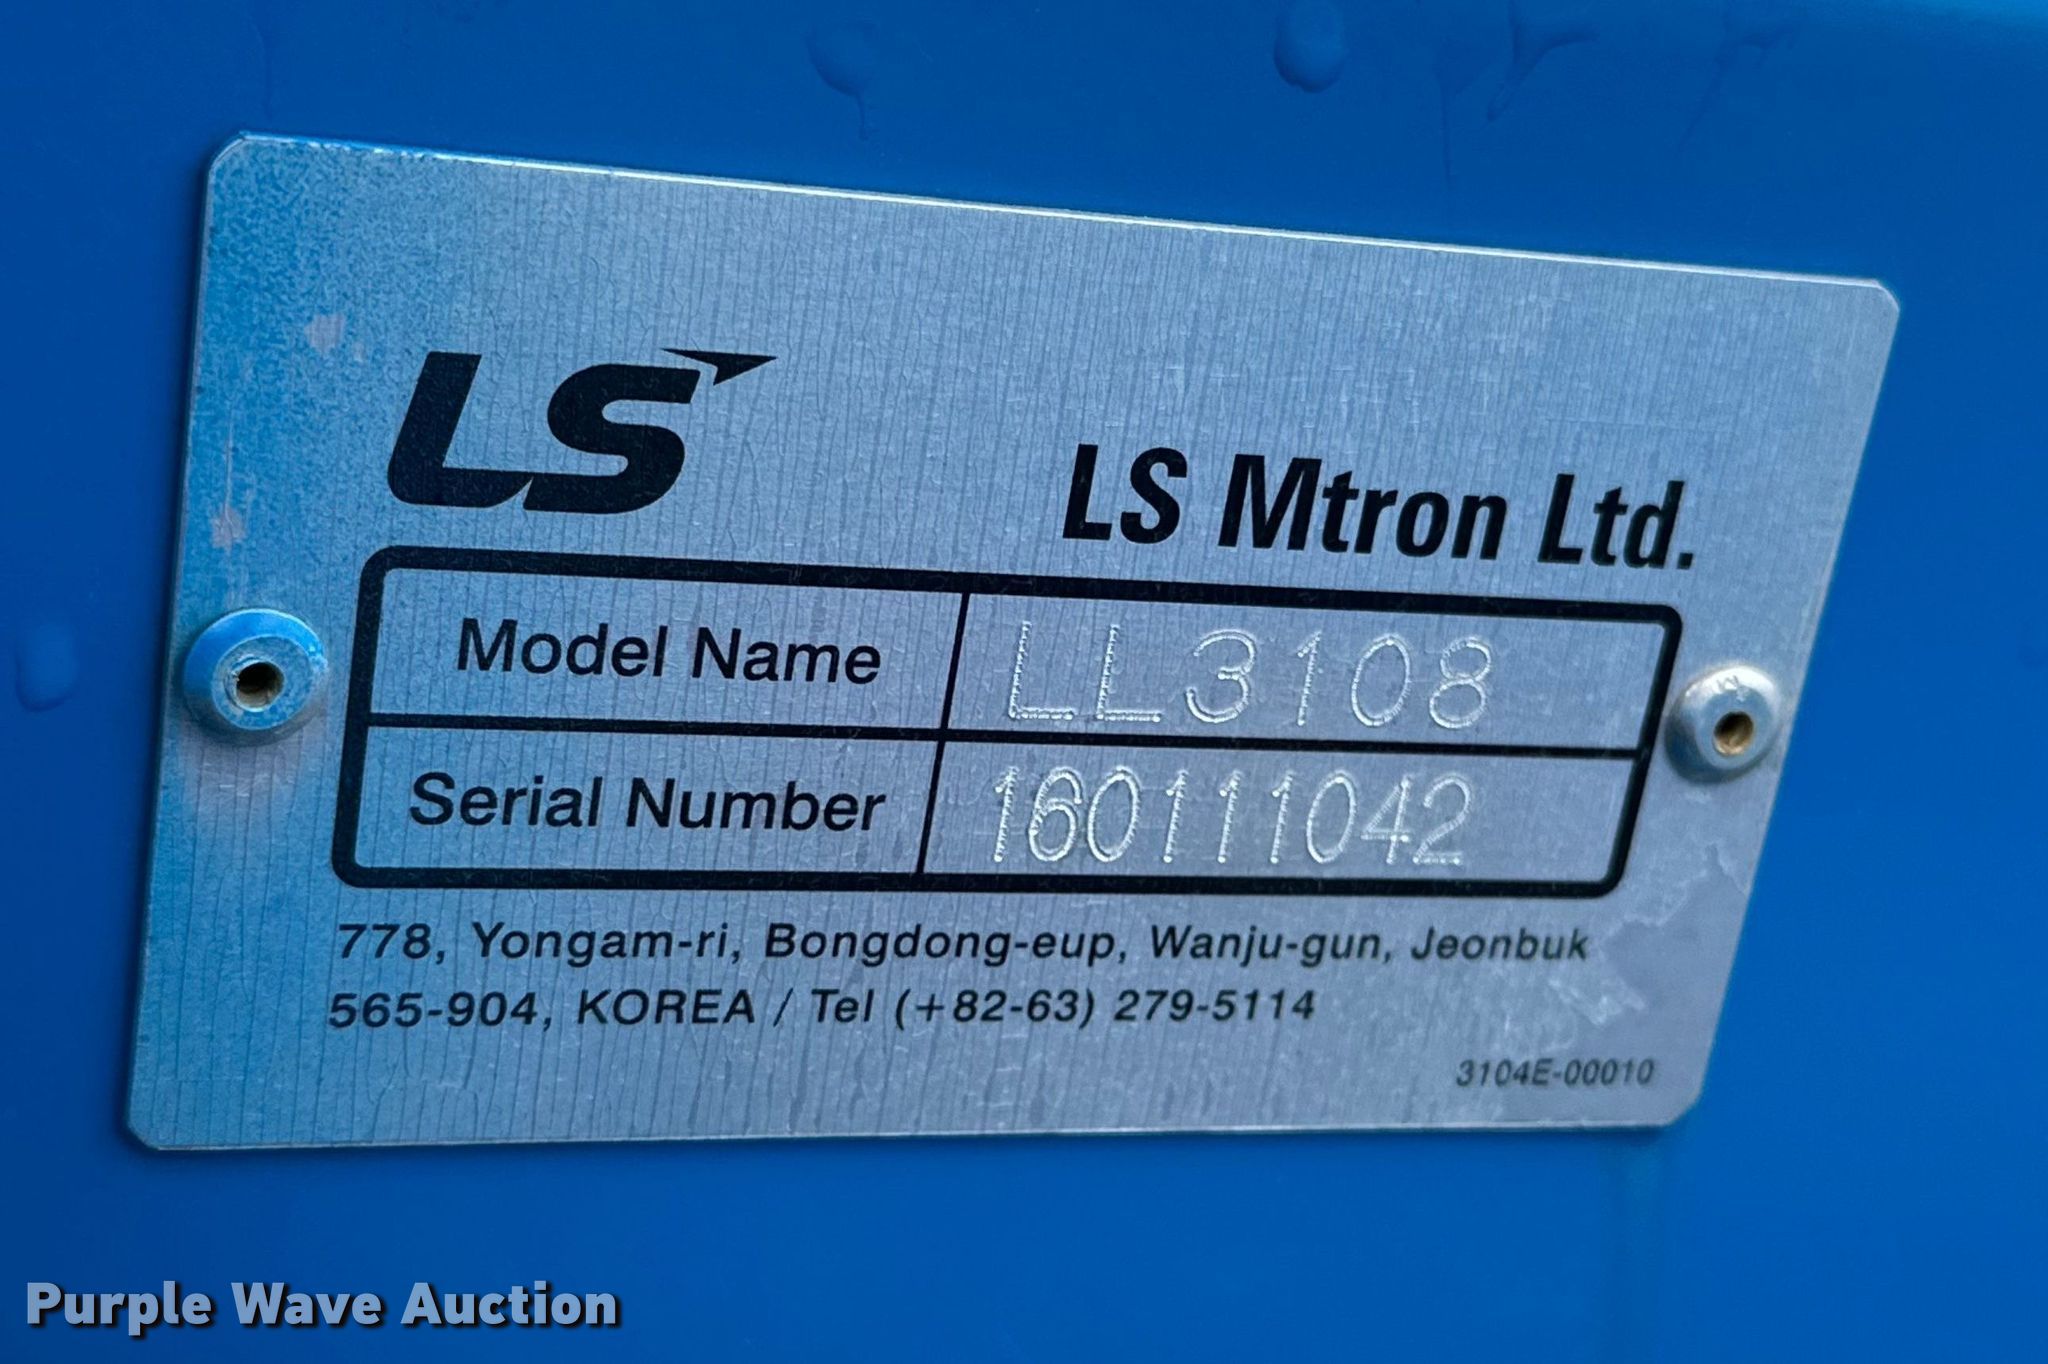 LS
LS Mtron Ltd.
Model Name LL3108
Serial Number 160111042
778, Yongam-ri, Bongdong-eup, Wanju-gun, Jeonbuk
565-904, KOREA / Tel (+82-63) 279-5114
3104E-00010
Purple Wave Auction